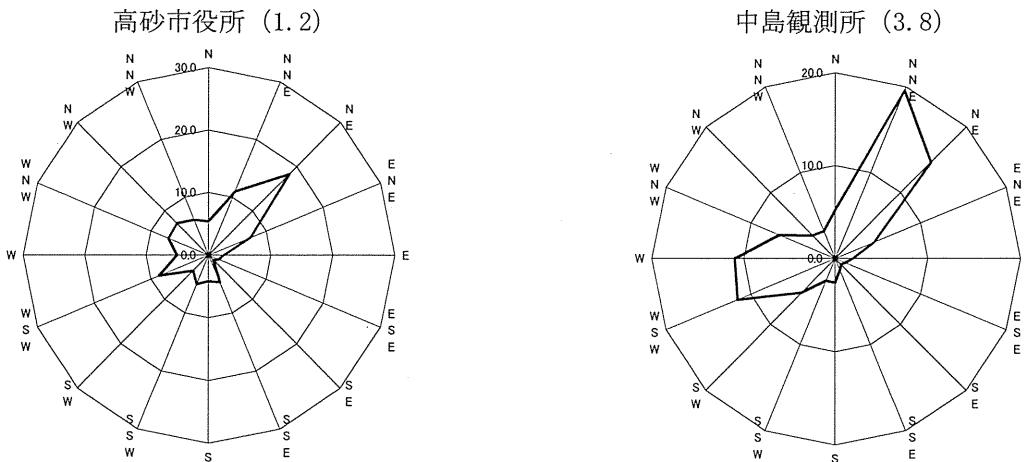 高砂市役所 (1.2)
N
NNE
NE
ENE
E
ESE
SE
SSE
S
SSW
SW
WSW
W
WNW
NW
NNW
30.0
20.0
10.0
0.0
中島観測所 (3.8)
N
NNE
NE
ENE
E
ESE
SE
SSE
S
SSW
SW
WSW
W
WNW
NW
NNW
20.0
10.0
0.0